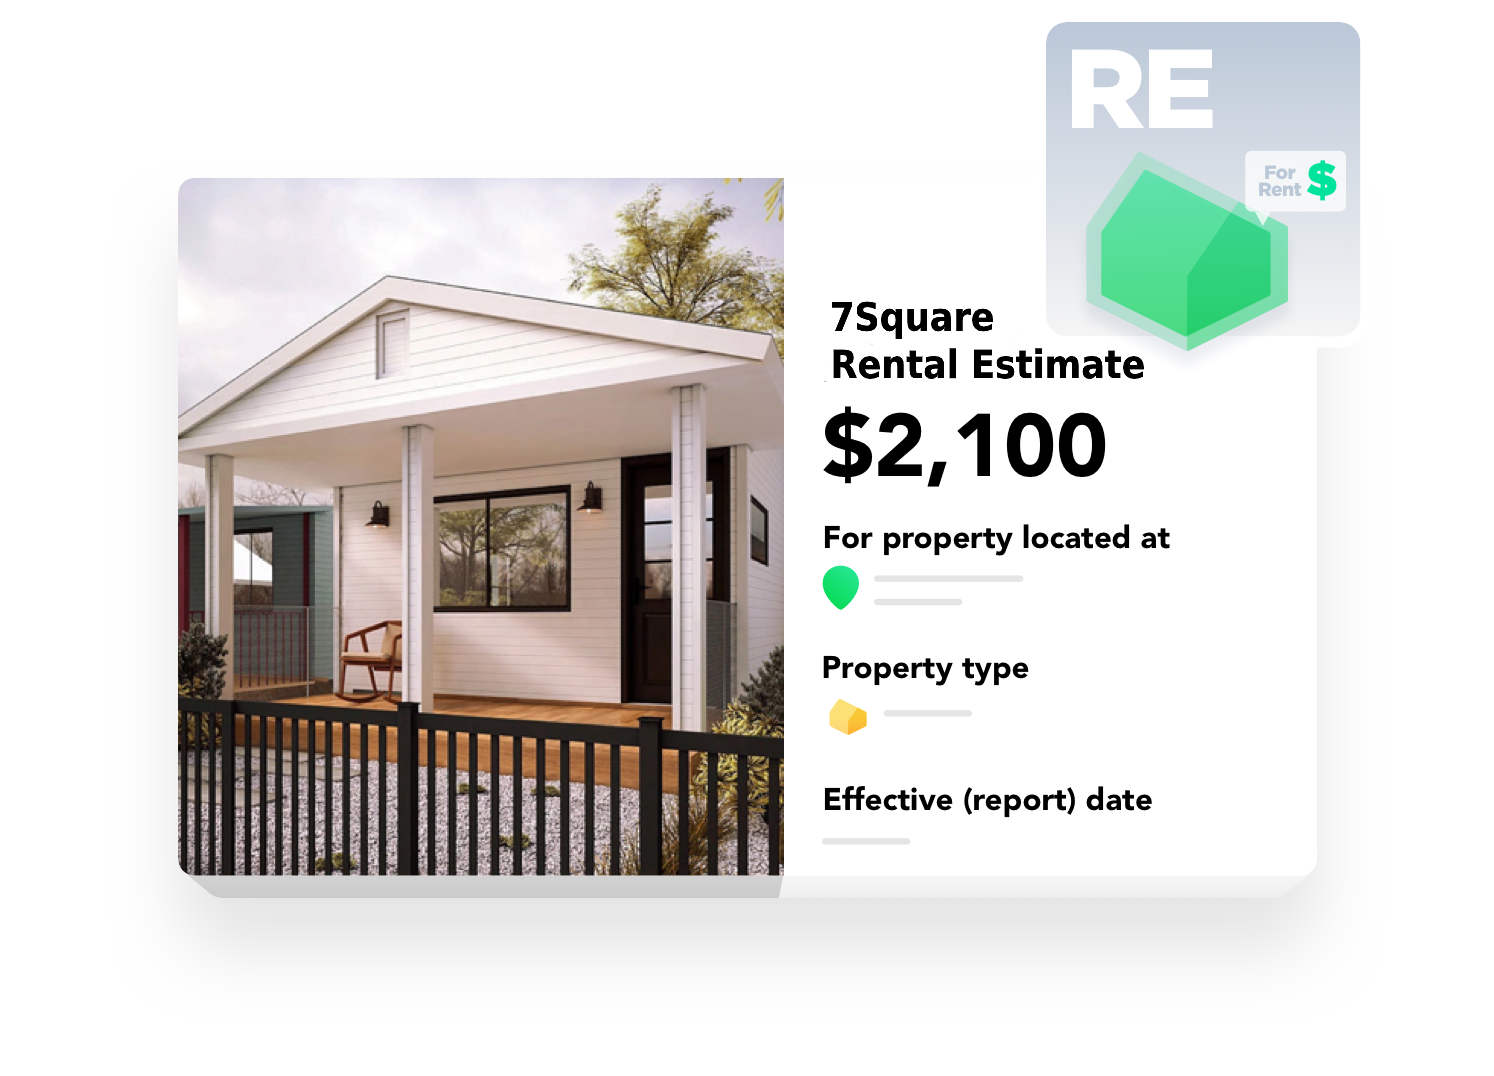 RE
For
Rent $
7Square
Rental Estimate
$2,100
For property located at
Property type
Effective (report) date